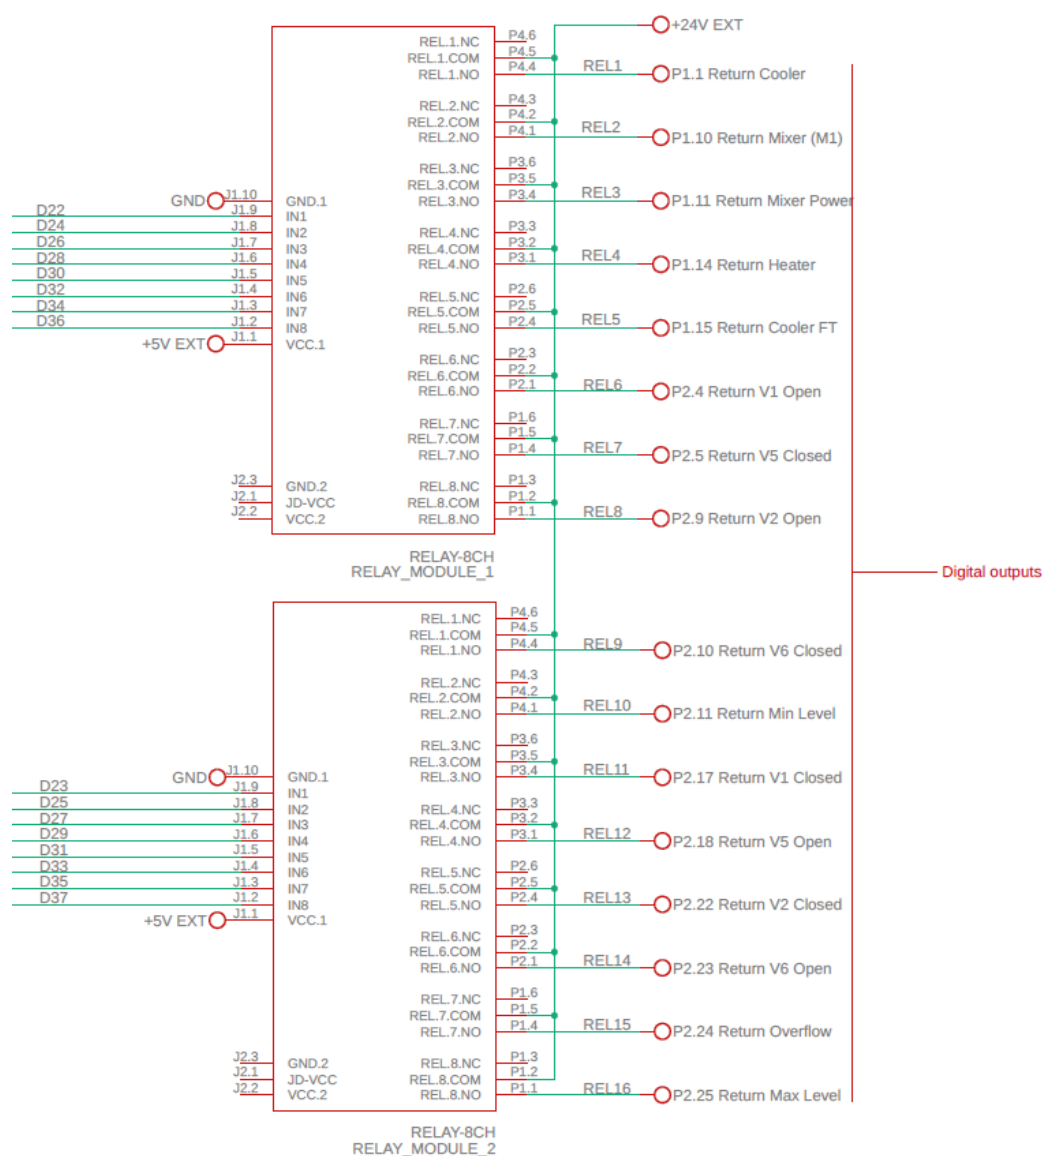 +24V EXT
REL.1.NC P4.6
REL.1.COM P4.5
REL.1.NO P4.4 REL1 P1.1 Return Cooler
REL.2.NC P4.3
REL.2.COM P4.2
REL.2.NO P4.1 REL2 P1.10 Return Mixer (M1)
REL.3.NC P3.6
REL.3.COM P3.5
GND J1.10 GND.1 REL.3.NO P3.4 REL3 P1.11 Return Mixer Power
D22 J1.9 IN1
D24 J1.8 IN2 REL.4.NC P3.3
D26 J1.7 IN3 REL.4.COM P3.2
D28 J1.6 IN4 REL.4.NO P3.1 REL4 P1.14 Return Heater
D30 J1.5 IN5
D32 J1.4 IN6 REL.5.NC P2.6
D34 J1.3 IN7 REL.5.COM P2.5
D36 J1.2 IN8 REL.5.NO P2.4 REL5 P1.15 Return Cooler FT
+5V EXT J1.1 VCC.1
REL.6.NC P2.3
REL.6.COM P2.2
REL.6.NO P2.1 REL6 P2.4 Return V1 Open
REL.7.NC P1.6
REL.7.COM P1.5
REL.7.NO P1.4 REL7 P2.5 Return V5 Closed
J2.3 GND.2 REL.8.NC P1.3
J2.1 JD-VCC REL.8.COM P1.2
J2.2 VCC.2 REL.8.NO P1.1 REL8 P2.9 Return V2 Open
RELAY-8CH
RELAY_MODULE_1
Digital outputs
REL.1.NC P4.6
REL.1.COM P4.5
REL.1.NO P4.4 REL9 P2.10 Return V6 Closed
REL.2.NC P4.3
REL.2.COM P4.2
REL.2.NO P4.1 REL10 P2.11 Return Min Level
REL.3.NC P3.6
REL.3.COM P3.5
GND J1.10 GND.1 REL.3.NO P3.4 REL11 P2.17 Return V1 Closed
D23 J1.9 IN1
D25 J1.8 IN2 REL.4.NC P3.3
D27 J1.7 IN3 REL.4.COM P3.2
D29 J1.6 IN4 REL.4.NO P3.1 REL12 P2.18 Return V5 Open
D31 J1.5 IN5
D33 J1.4 IN6 REL.5.NC P2.6
D35 J1.3 IN7 REL.5.COM P2.5
D37 J1.2 IN8 REL.5.NO P2.4 REL13 P2.22 Return V2 Closed
+5V EXT J1.1 VCC.1
REL.6.NC P2.3
REL.6.COM P2.2
REL.6.NO P2.1 REL14 P2.23 Return V6 Open
REL.7.NC P1.6
REL.7.COM P1.5
REL.7.NO P1.4 REL15 P2.24 Return Overflow
J2.3 GND.2 REL.8.NC P1.3
J2.1 JD-VCC REL.8.COM P1.2
J2.2 VCC.2 REL.8.NO P1.1 REL16 P2.25 Return Max Level
RELAY-8CH
RELAY_MODULE_2